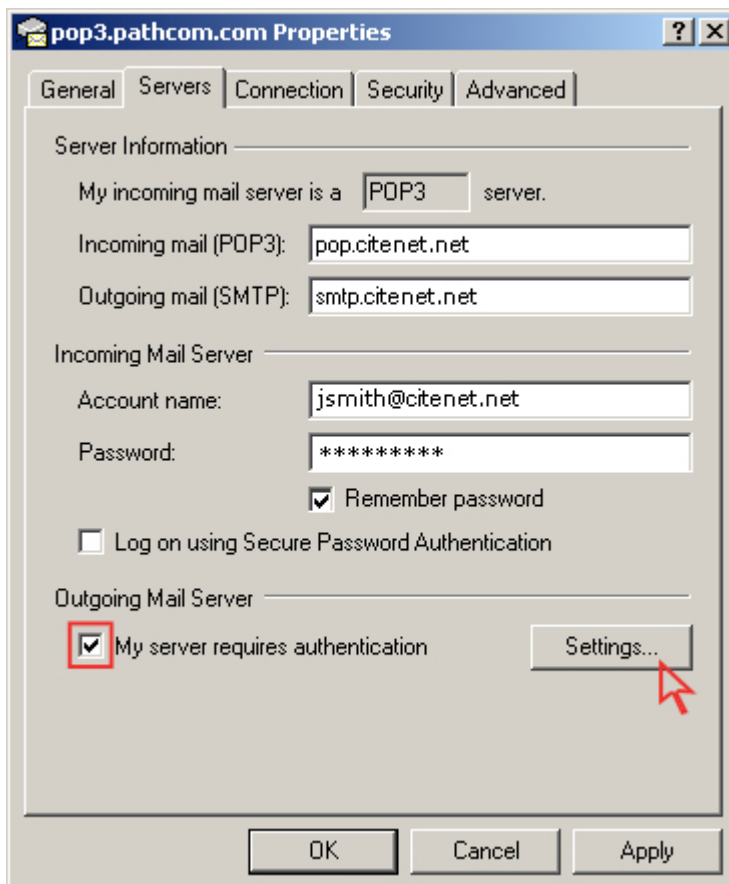 pop3.pathcom.com Properties
General Servers Connection Security Advanced
Server Information
My incoming mail server is a POP3 server.
Incoming mail (POP3): pop.citenet.net
Outgoing mail (SMTP): smtp.citenet.net
Incoming Mail Server
Account name: jsmith@citenet.net
Password: *********
Remember password
Log on using Secure Password Authentication
Outgoing Mail Server
My server requires authentication Settings...
OK Cancel Apply